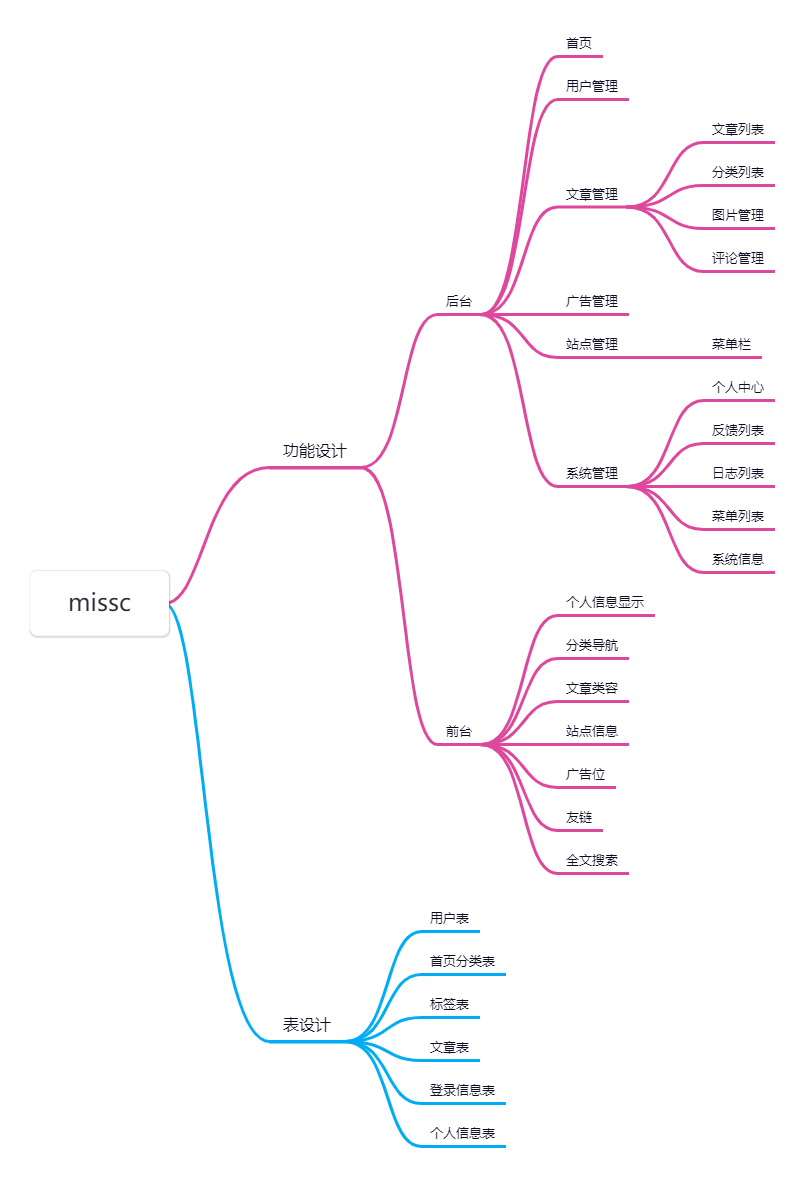 missc
功能设计
后台
首页
用户管理
文章管理
文章列表
分类列表
图片管理
评论管理
广告管理
站点管理
菜单栏
系统管理
个人中心
反馈列表
日志列表
菜单列表
系统信息
前台
个人信息显示
分类导航
文章类容
站点信息
广告位
友链
全文搜索
表设计
用户表
首页分类表
标签表
文章表
登录信息表
个人信息表